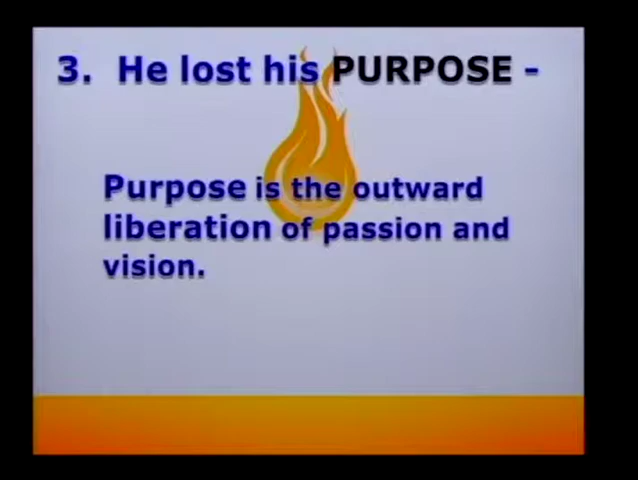 3. He lost his PURPOSE -
Purpose is the outward
liberation of passion and
vision.